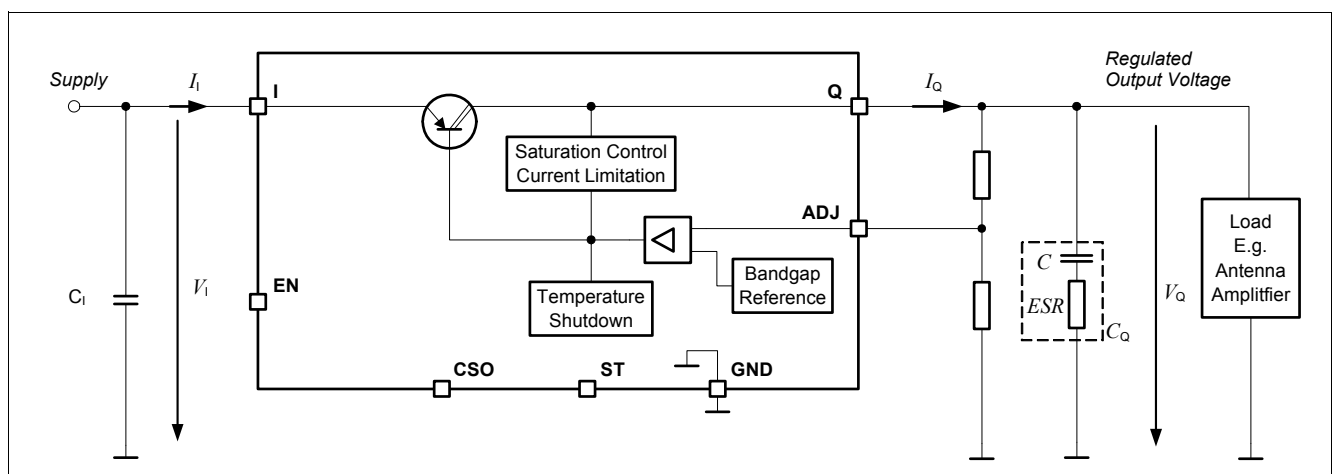 Supply
I_I
I
Q
I_Q
Regulated
Output Voltage
Saturation Control
Current Limitation
ADJ
Load
E.g.
Antenna
Amplitfier
C_I
V_I
EN
Bandgap
Reference
Temperature
Shutdown
C
ESR
C_Q
V_Q
CSO
ST
GND